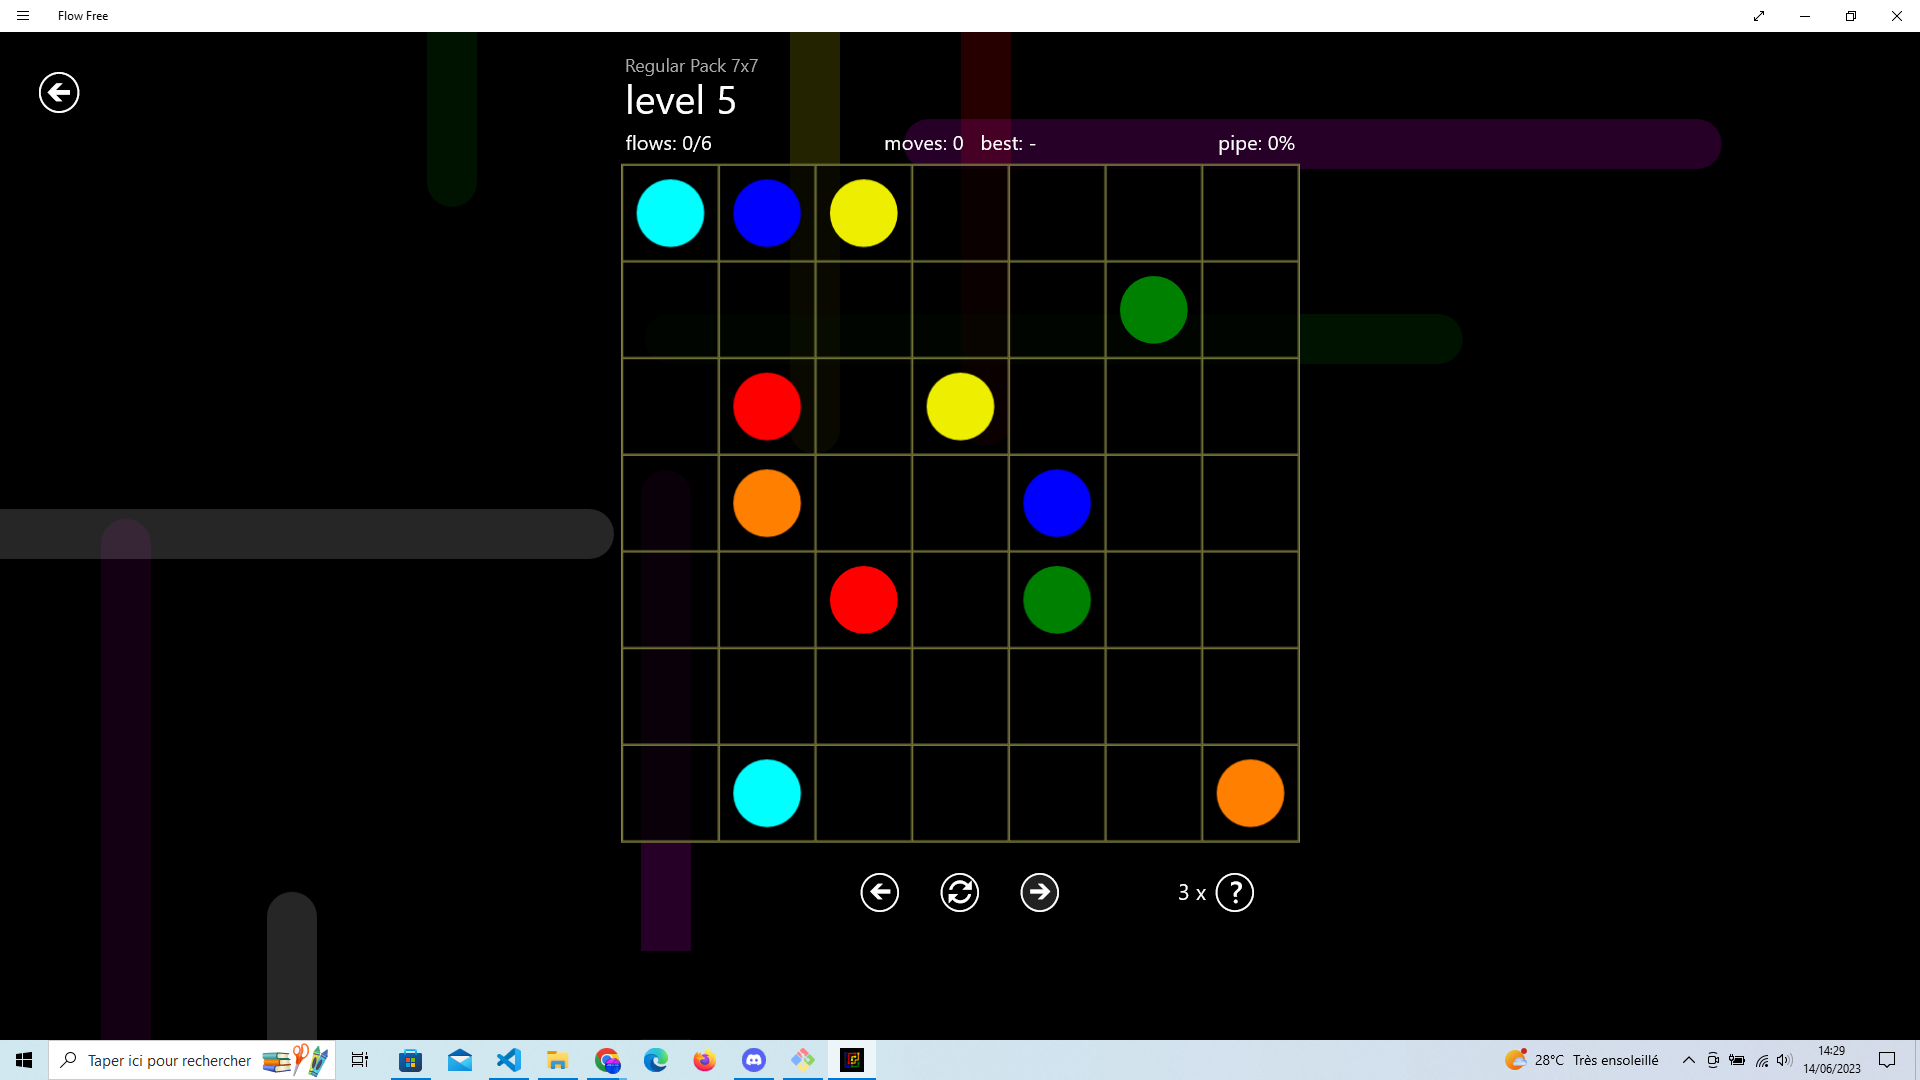 Flow Free
Regular Pack 7x7
level 5
flows: 0/6 moves: 0 best: - pipe: 0%
3 x ?
Taper ici pour rechercher
28°C Très ensoleillé
14:29
14/06/2023